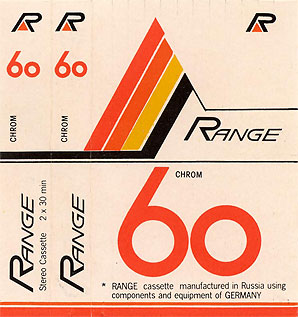 R
60
CHROM
RANGE
Stereo Cassette 2 x 30 min
R
60
CHROM
RANGE
R
RANGE
CHROM
60
* RANGE cassette manufactured in Russia using
components and equipment of GERMANY